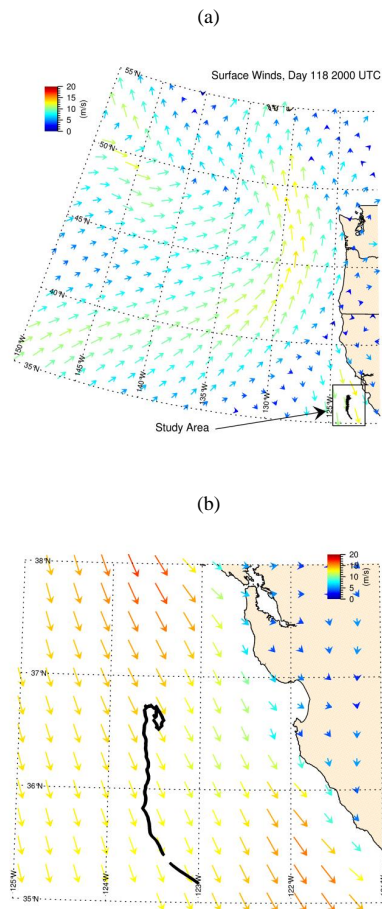 (a)
55°N
Surface Winds, Day 118 2000 UTC
20
15
10
5
0
(m/s)
50°N
45°N
40°N
150°W
35°N
145°W
140°W
135°W
130°W
125°W
Study Area
(b)
38°N
20
15
10
5
0
(m/s)
37°N
36°N
125°W
124°W
123°W
122°W
35°N